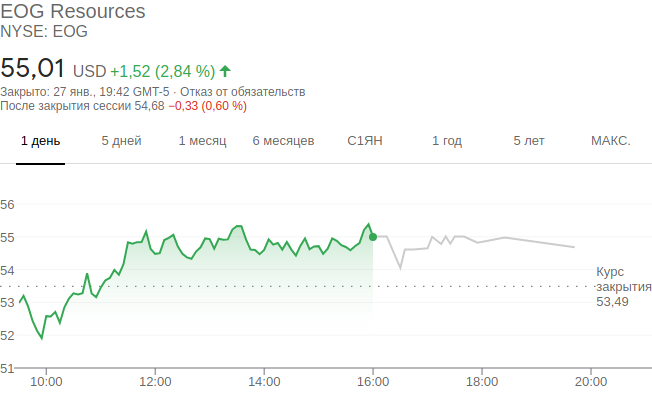 EOG Resources
NYSE: EOG
55,01 USD +1,52 (2,84 %)
Закрыто: 27 янв., 19:42 GMT-5 · Отказ от обязательств
После закрытия сессии 54,68 −0,33 (0,60 %)
1 день 5 дней 1 месяц 6 месяцев С1ЯН 1 год 5 лет МАКС.
56
55
54
Курс
закрытия
53,49
53
52
51
10:00 12:00 14:00 16:00 18:00 20:00